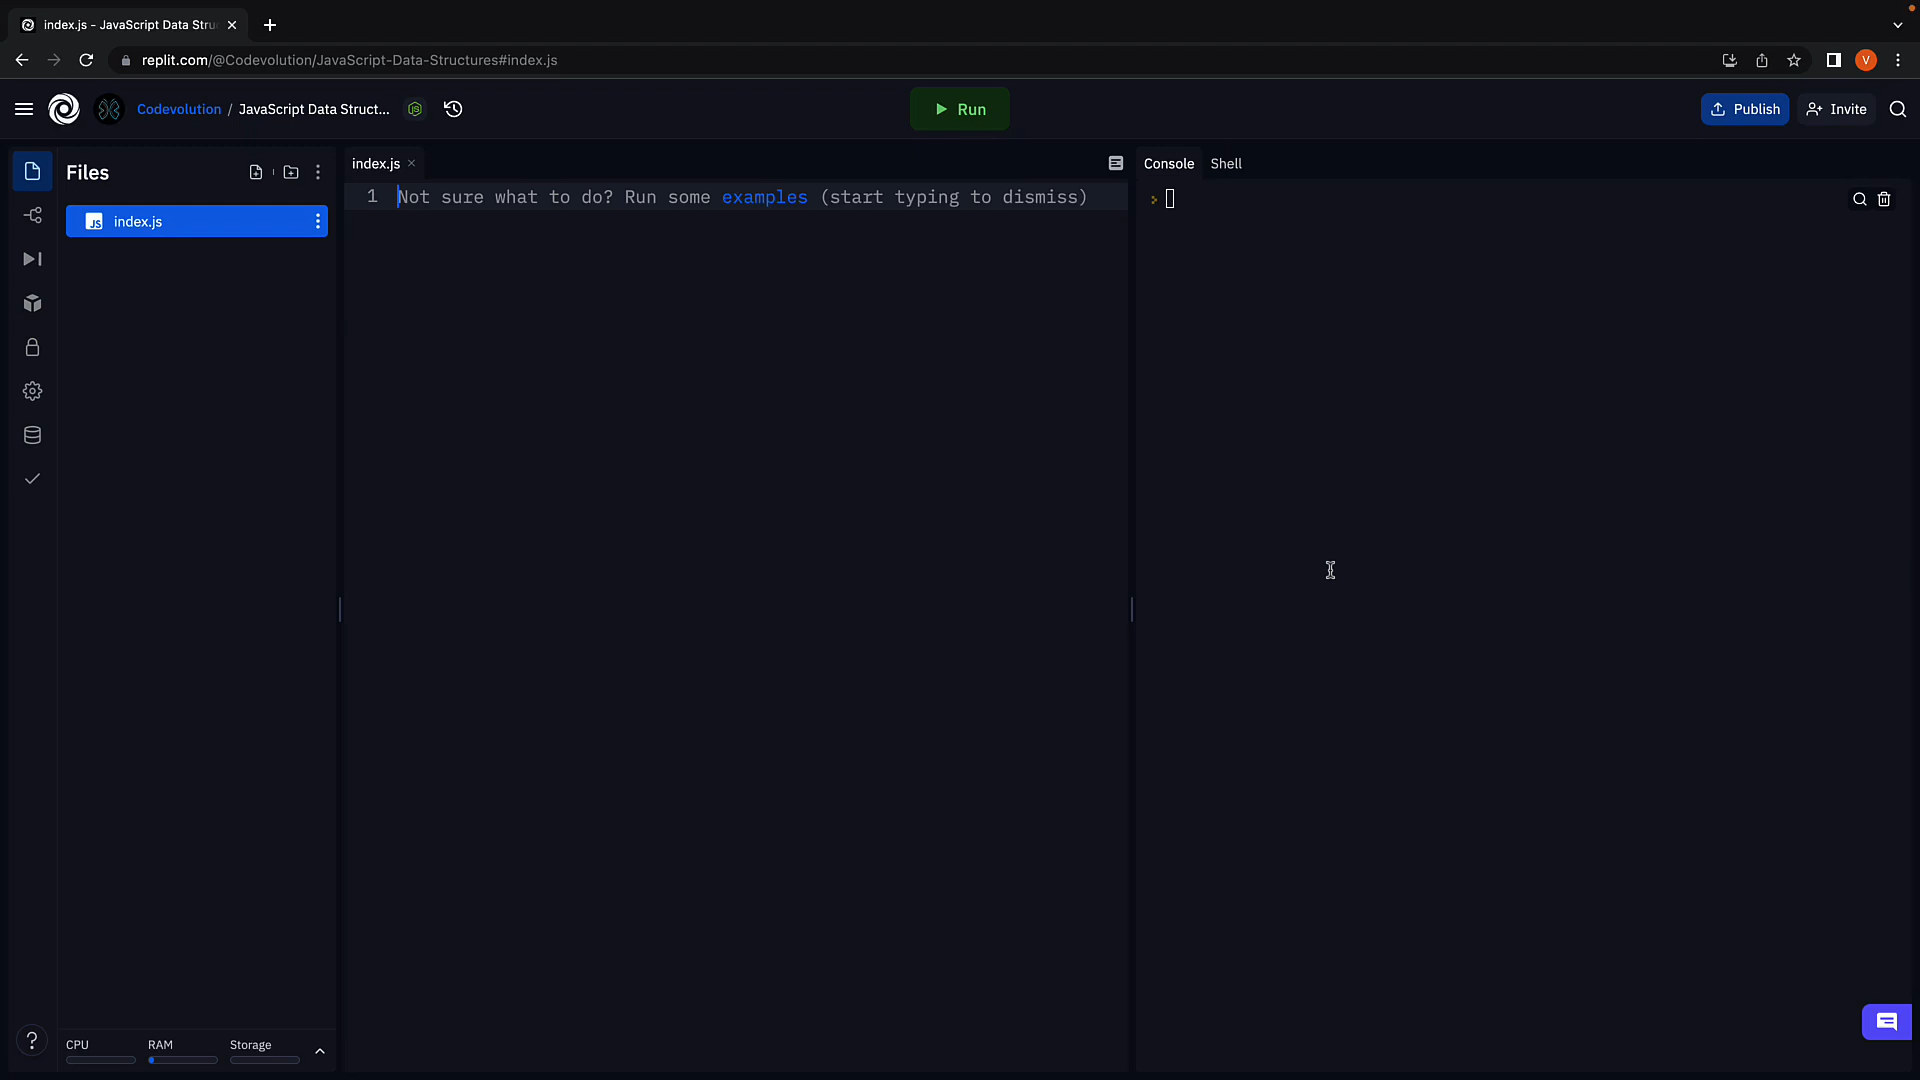 index.js - JavaScript Data Stru
replit.com/@Codevolution/JavaScript-Data-Structures#index.js
V
Codevolution / JavaScript Data Struct...
Run
Publish
Invite
Files
index.js
Console
Shell
JS
index.js
1
Not sure what to do? Run some examples (start typing to dismiss)
?
CPU
RAM
Storage